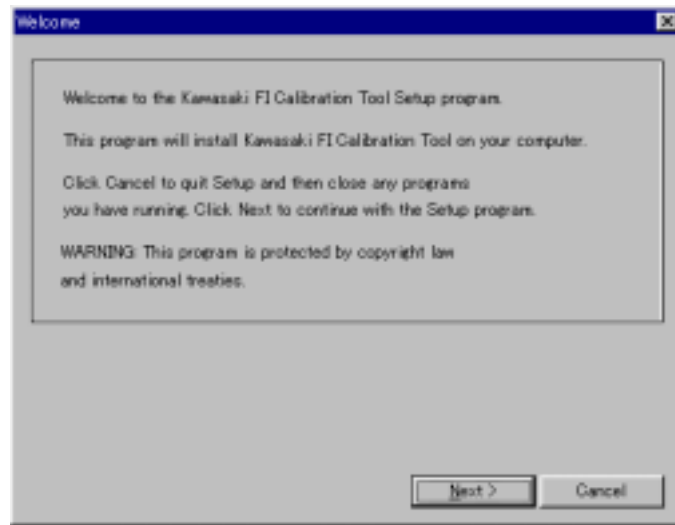 Welcome
Welcome to the Kawasaki FI Calibration Tool Setup program.
This program will install Kawasaki FI Calibration Tool on your computer.
Click Cancel to quit Setup and then close any programs
you have running. Click Next to continue with the Setup program.
WARNING: This program is protected by copyright law
and international treaties.
Next >
Cancel